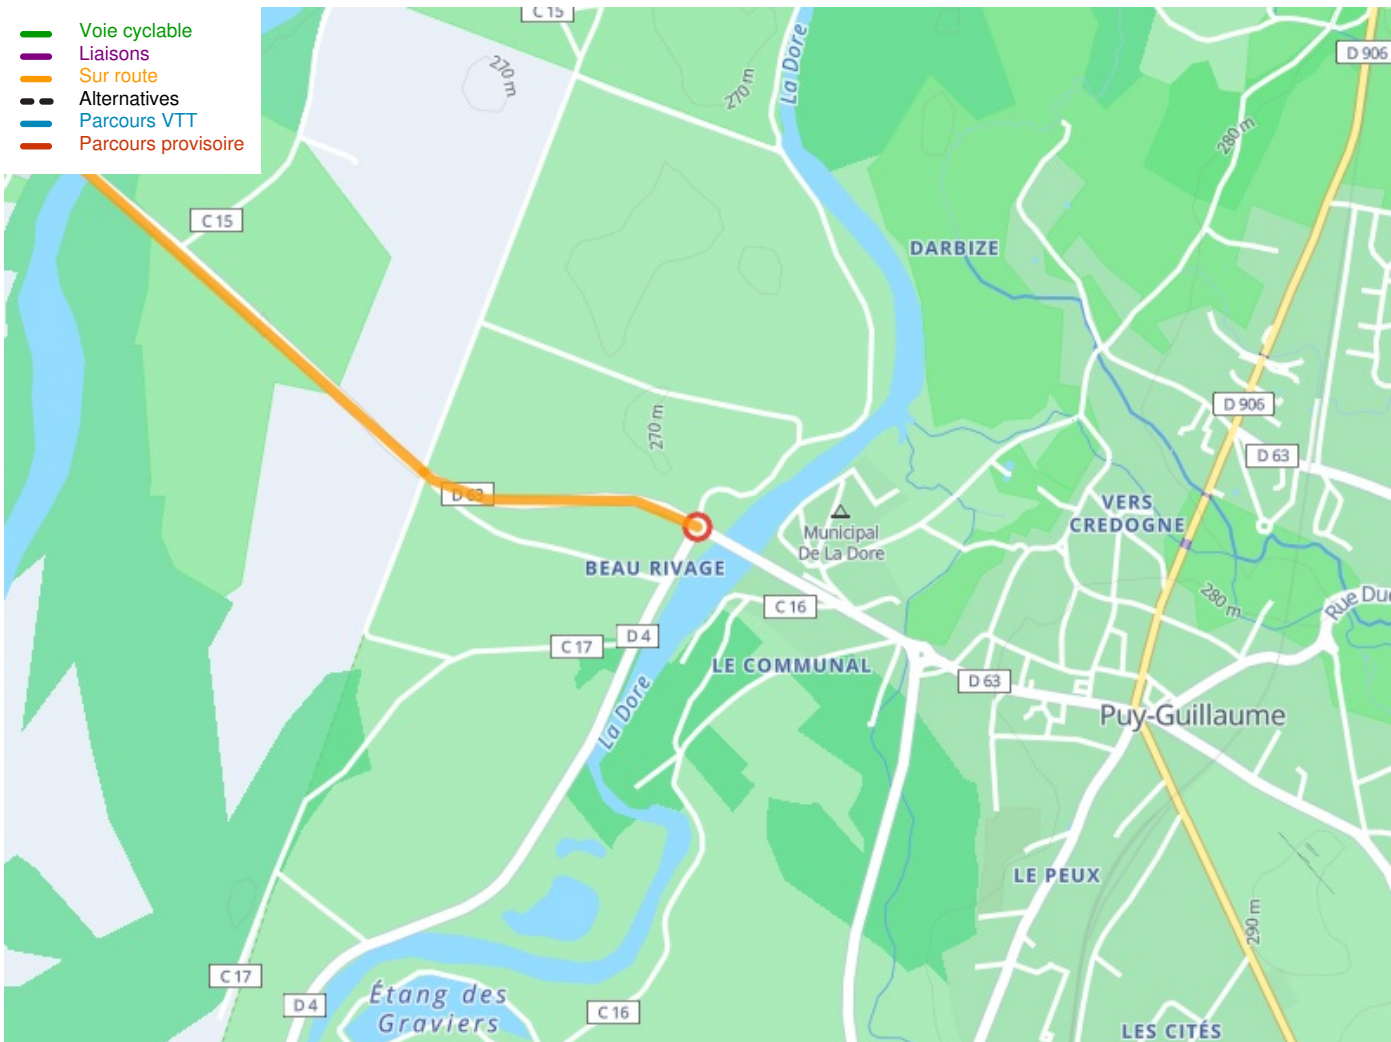 Voie cyclable
Liaisons
Sur route
Alternatives
Parcours VTT
Parcours provisoire
C 15
La Dore
D 906
270 m
270 m
280 m
C 15
DARBIZE
D 906
270 m
D 63
D 63
VERS
CREDOGNE
Municipal
De La Dore
BEAU RIVAGE
C 16
280 m
D 4
C 17
LE COMMUNAL
D 63
La Dore
Puy-Guillaume
LE PEUX
290 m
C 17
D 4
Étang des
Graviers
C 16
LES CITÉS